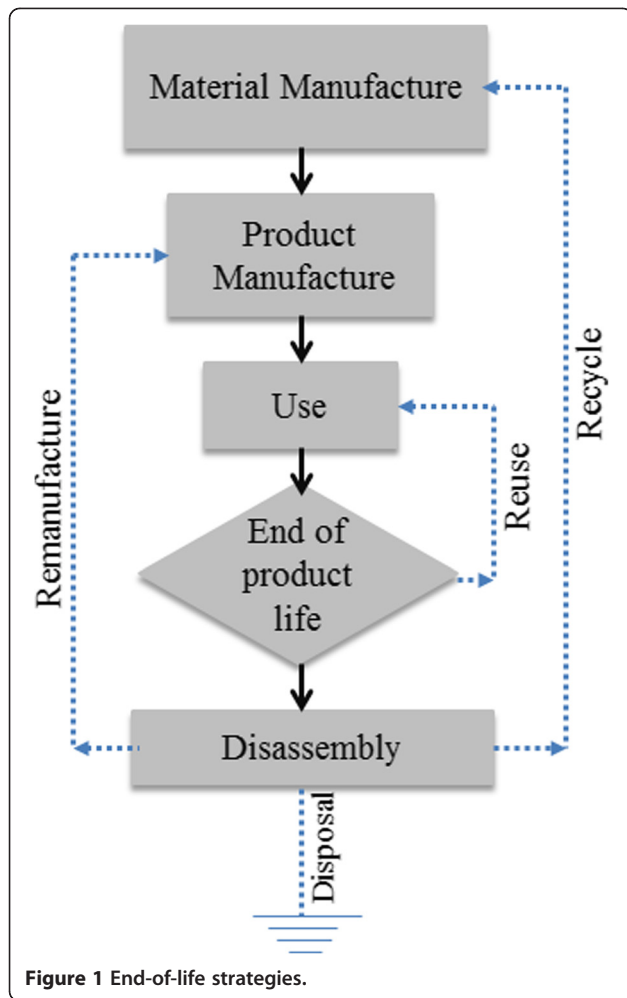 Material Manufacture
Product
Manufacture
Use
End of
product
life
Disassembly
Remanufacture
Reuse
Recycle
Disposal
Figure 1 End-of-life strategies.